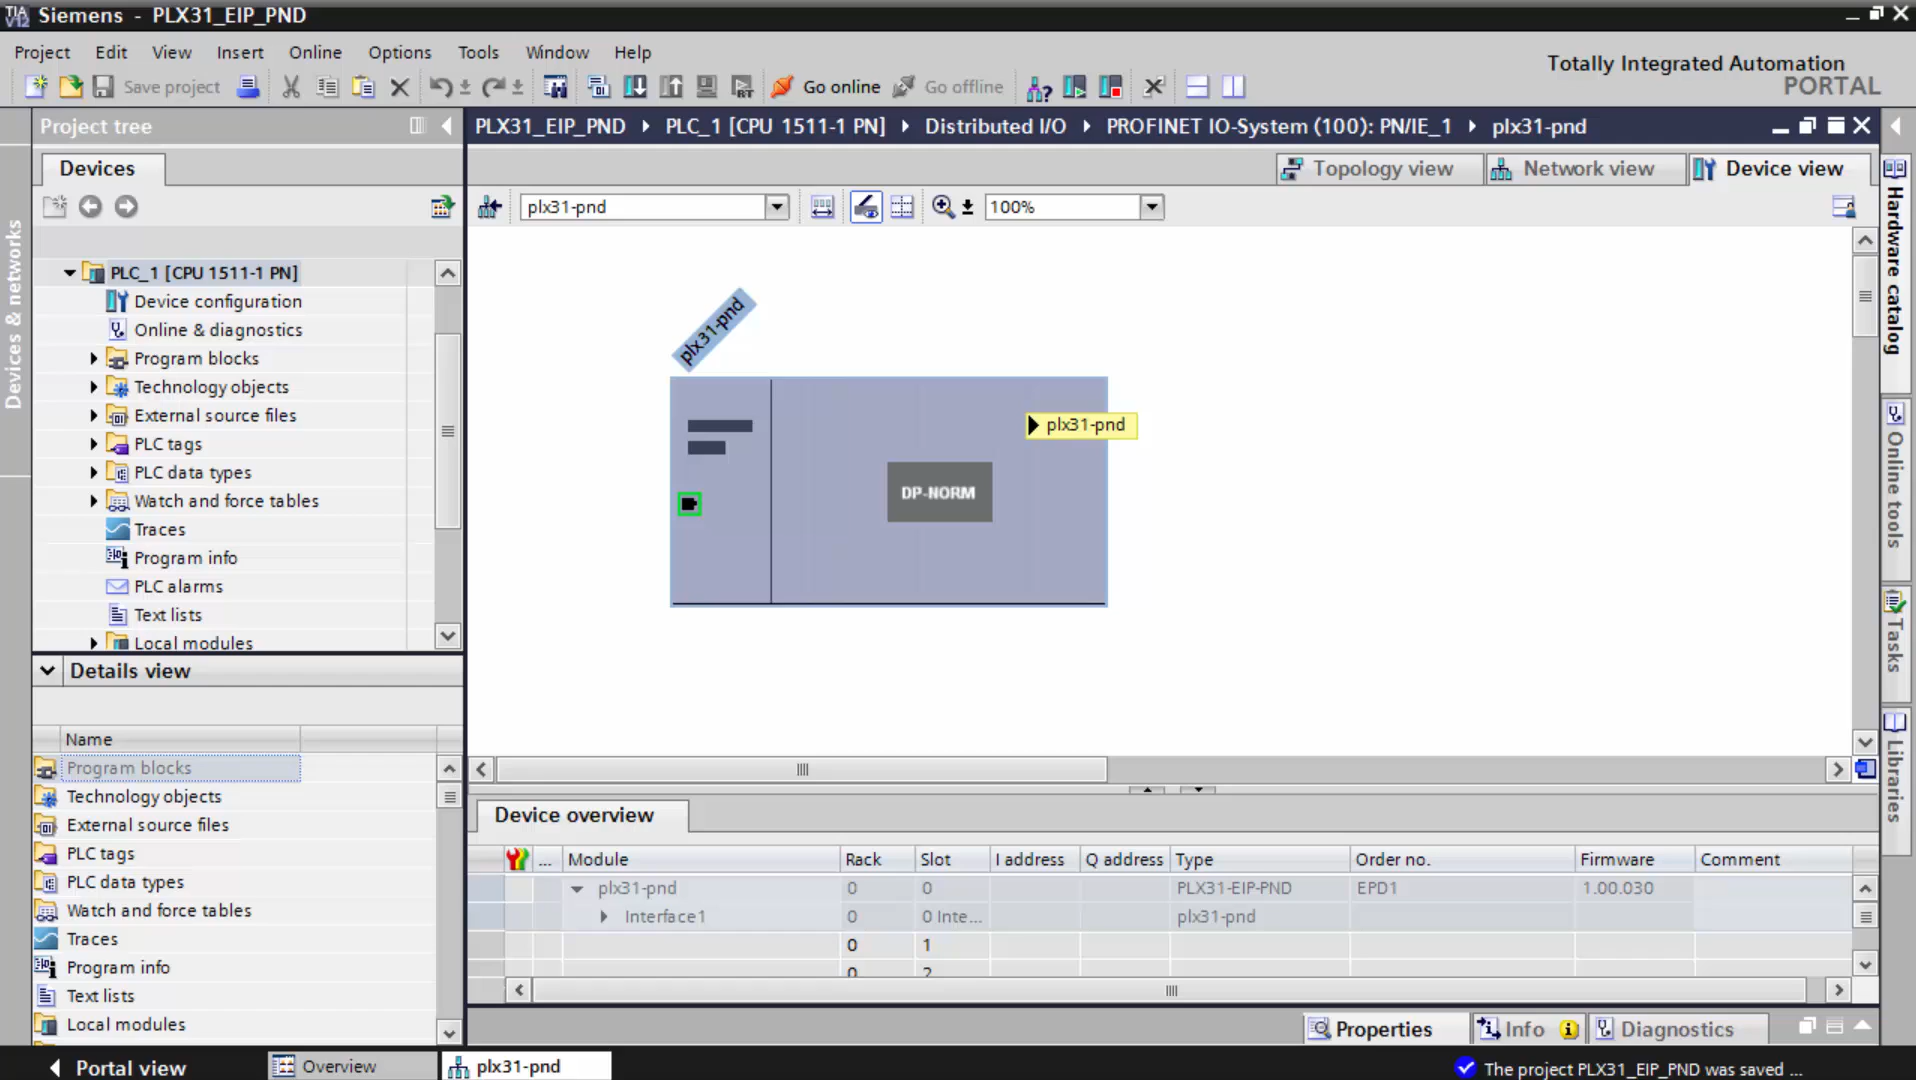 TIA V12 Siemens - PLX31_EIP_PND
Project Edit View Insert Online Options Tools Window Help
Totally Integrated Automation
PORTAL
Save project Go online Go offline
Project tree
PLX31_EIP_PND PLC_1 [CPU 1511-1 PN] Distributed I/O PROFINET IO-System (100): PN/IE_1 plx31-pnd
Devices
Topology view Network view Device view
plx31-pnd 100%
Devices & networks
PLC_1 [CPU 1511-1 PN]
Device configuration
Online & diagnostics
Program blocks
Technology objects
External source files
PLC tags
PLC data types
Watch and force tables
Traces
Program info
PLC alarms
Text lists
Local modules
plx31-pnd
plx31-pnd
DP-NORM
Hardware catalog
Online tools
Tasks
Libraries
Details view
Name
Program blocks
Technology objects
External source files
PLC tags
PLC data types
Watch and force tables
Traces
Program info
Text lists
Local modules
Device overview
... Module Rack Slot I address Q address Type Order no. Firmware Comment
plx31-pnd 0 0 PLX31-EIP-PND EPD1 1.00.030
Interface1 0 0 Inte... plx31-pnd
0 1
0 2
Properties Info Diagnostics
Portal view Overview plx31-pnd The project PLX31_EIP_PND was saved ...